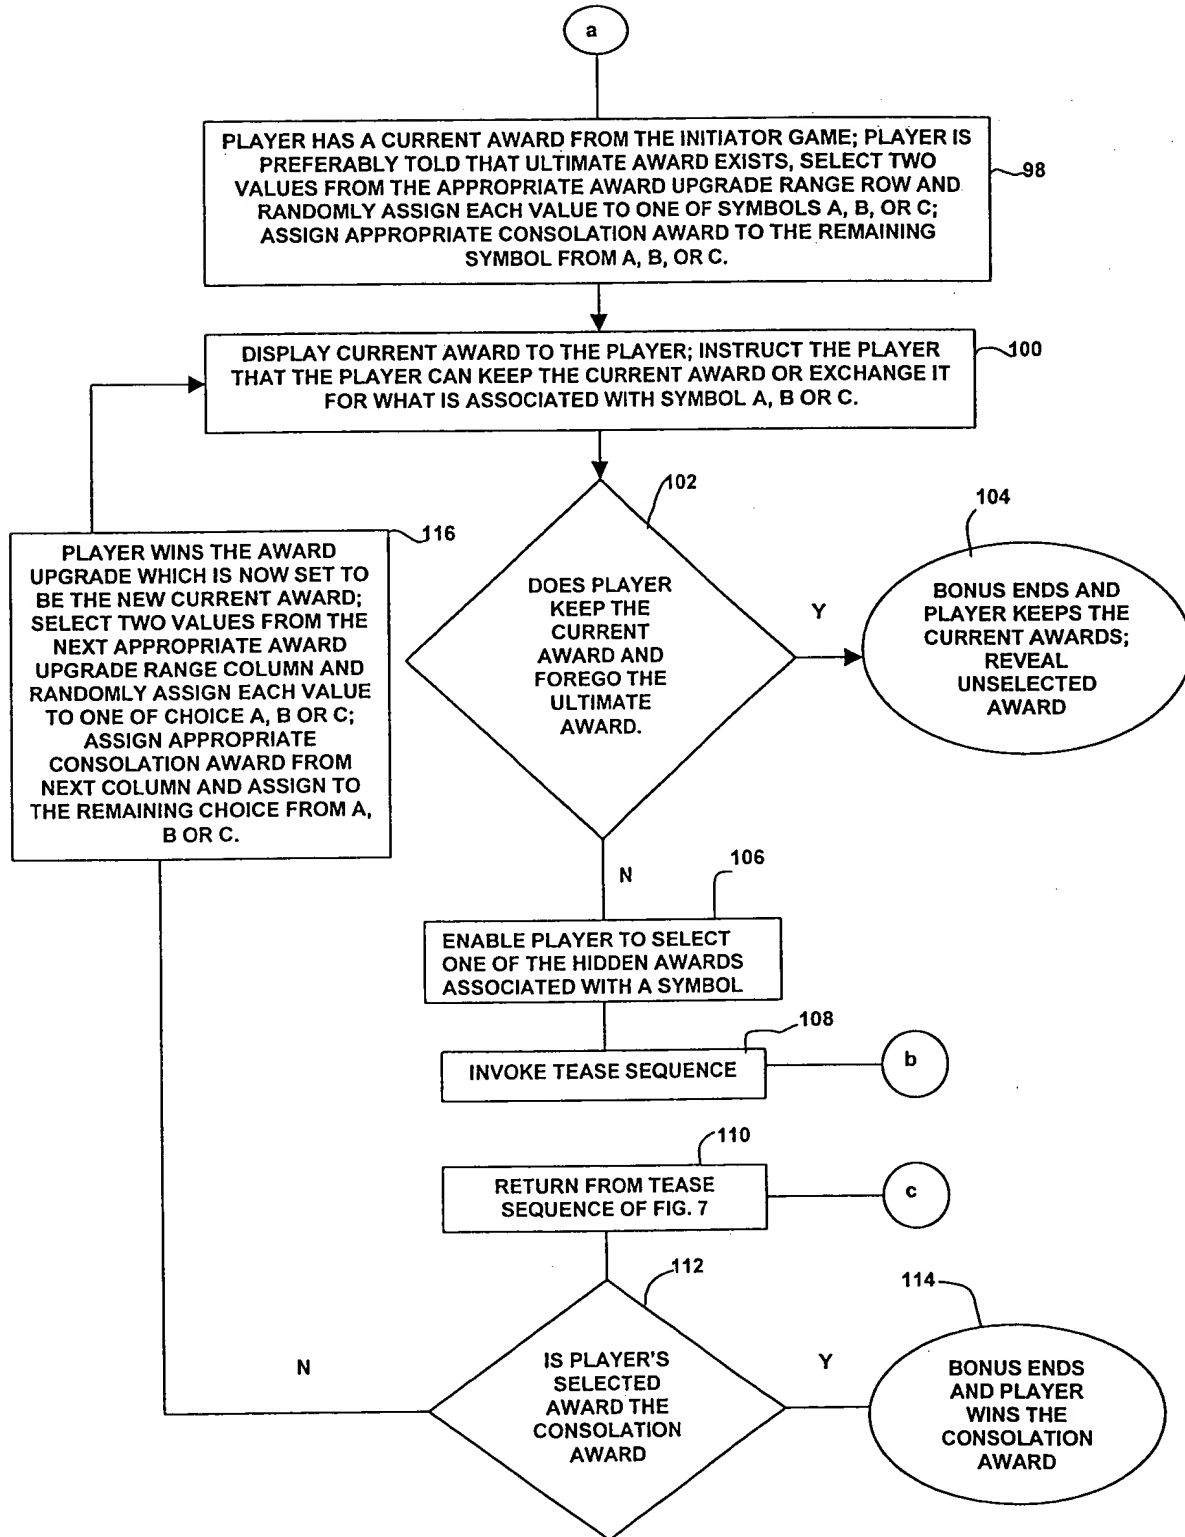 a
PLAYER HAS A CURRENT AWARD FROM THE INITIATOR GAME; PLAYER IS
PREFERABLY TOLD THAT ULTIMATE AWARD EXISTS, SELECT TWO
VALUES FROM THE APPROPRIATE AWARD UPGRADE RANGE ROW AND
RANDOMLY ASSIGN EACH VALUE TO ONE OF SYMBOLS A, B, OR C;
ASSIGN APPROPRIATE CONSOLATION AWARD TO THE REMAINING
SYMBOL FROM A, B, OR C.
98
DISPLAY CURRENT AWARD TO THE PLAYER; INSTRUCT THE PLAYER
THAT THE PLAYER CAN KEEP THE CURRENT AWARD OR EXCHANGE IT
FOR WHAT IS ASSOCIATED WITH SYMBOL A, B OR C.
100
102
DOES PLAYER
KEEP THE
CURRENT
AWARD AND
FOREGO THE
ULTIMATE
AWARD.
Y
104
BONUS ENDS AND
PLAYER KEEPS THE
CURRENT AWARDS;
REVEAL
UNSELECTED
AWARD
116
PLAYER WINS THE AWARD
UPGRADE WHICH IS NOW SET TO
BE THE NEW CURRENT AWARD;
SELECT TWO VALUES FROM THE
NEXT APPROPRIATE AWARD
UPGRADE RANGE COLUMN AND
RANDOMLY ASSIGN EACH VALUE
TO ONE OF CHOICE A, B OR C;
ASSIGN APPROPRIATE
CONSOLATION AWARD FROM
NEXT COLUMN AND ASSIGN TO
THE REMAINING CHOICE FROM A,
B OR C.
N
106
ENABLE PLAYER TO SELECT
ONE OF THE HIDDEN AWARDS
ASSOCIATED WITH A SYMBOL
108
INVOKE TEASE SEQUENCE
b
110
RETURN FROM TEASE
SEQUENCE OF FIG. 7
c
112
IS PLAYER'S
SELECTED
AWARD THE
CONSOLATION
AWARD
N
Y
114
BONUS ENDS
AND PLAYER
WINS THE
CONSOLATION
AWARD